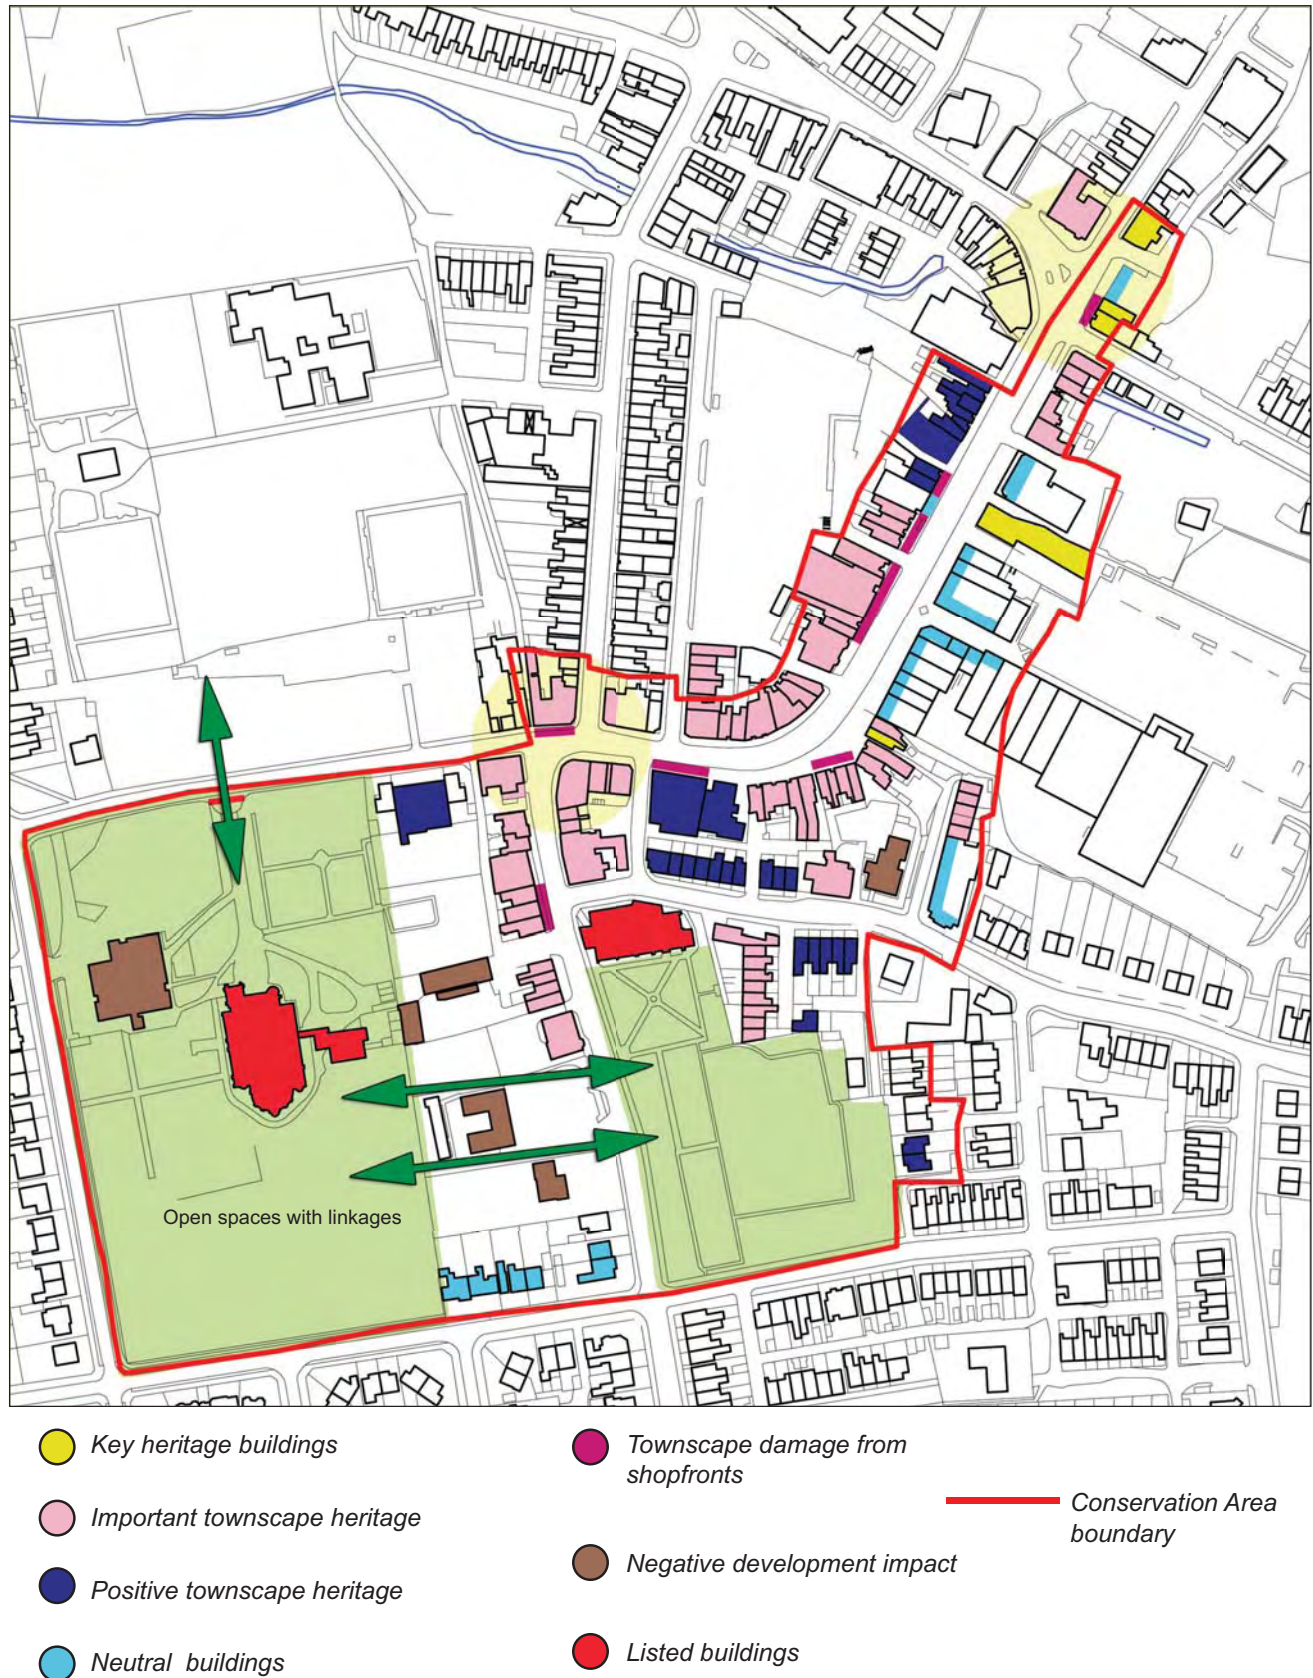 Open spaces with linkages
Key heritage buildings
Important townscape heritage
Positive townscape heritage
Neutral buildings
Townscape damage from
shopfronts
Negative development impact
Listed buildings
Conservation Area
boundary